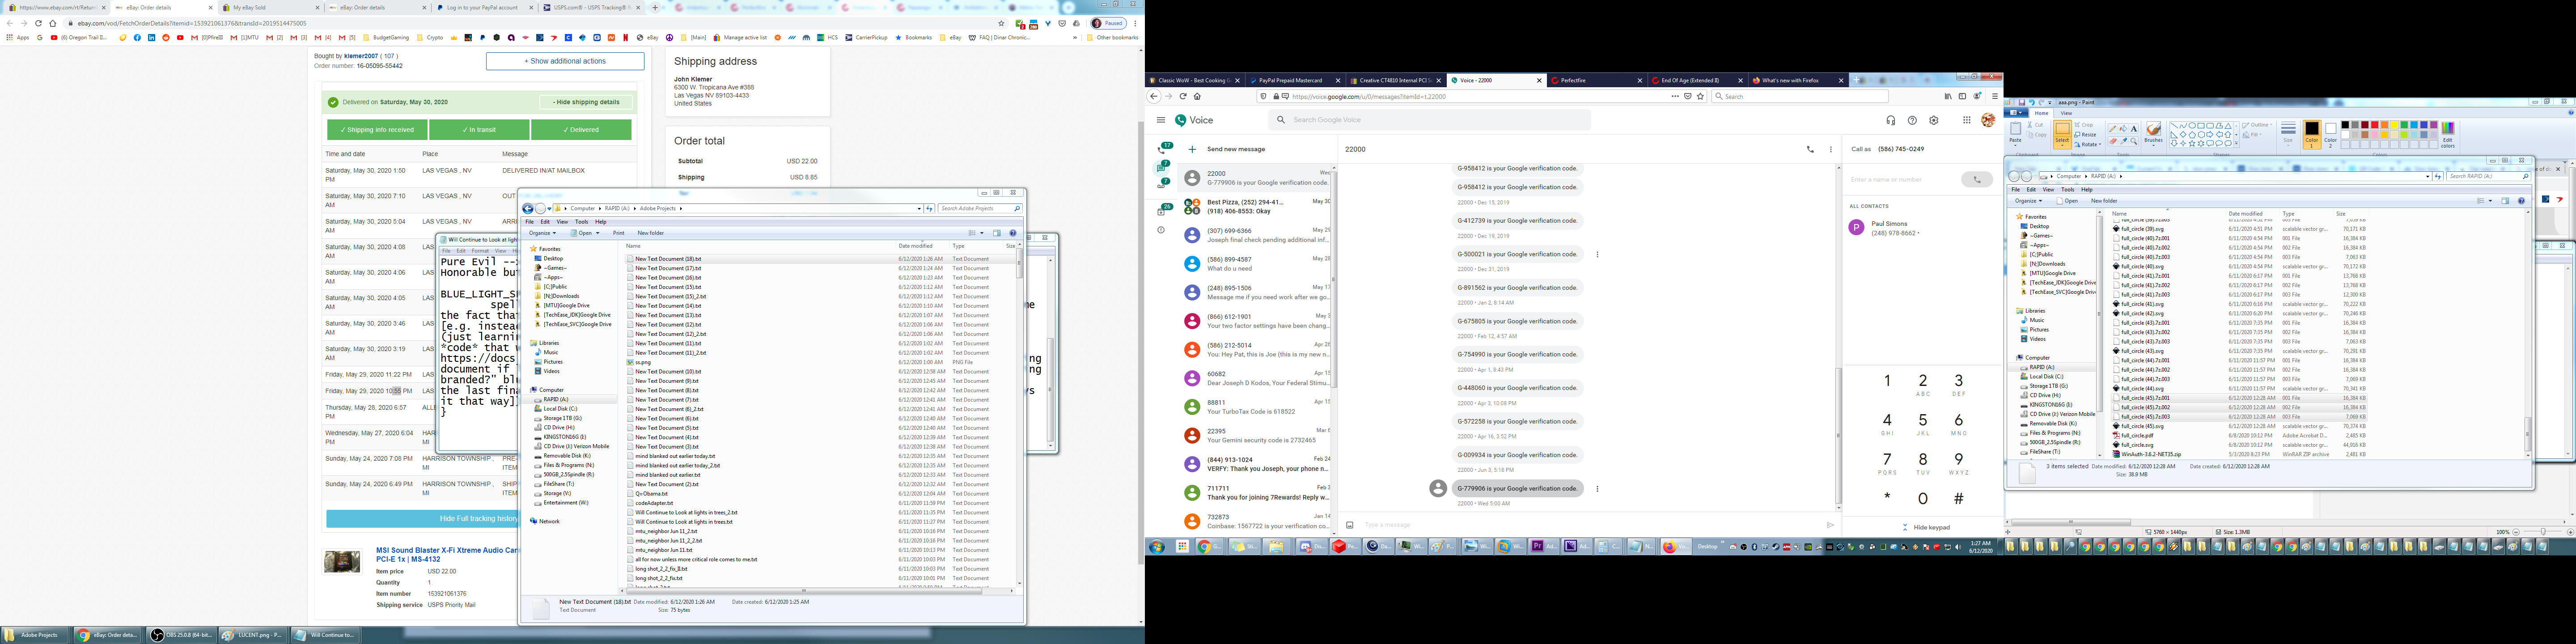 https://www.ebay.com/rt/Return
eBay: Order details
My eBay Sold
eBay: Order details
Log in to your PayPal account
USPS.com® - USPS Tracking®
ebay.com/vod/FetchOrderDetails?itemid=153921061376&transId=2019514475005
Paused
Apps
(6) Oregon Trail E...
[0]Pfire[I]
[1]MTU
[2]
[3]
[4]
[5]
BudgetGaming
Crypto
eBay
[Main]
Manage active list
HCS
CarrierPickup
Bookmarks
eBay
FAQ | Dinar Chronic...
Other bookmarks
Bought by klemer2007 ( 107 )
Order number: 16-05095-55442
+ Show additional actions
Delivered on Saturday, May 30, 2020
- Hide shipping details
✓ Shipping info received
✓ In transit
✓ Delivered
Time and date
Place
Message
Saturday, May 30, 2020 1:50 PM
LAS VEGAS , NV
DELIVERED IN/AT MAILBOX
Saturday, May 30, 2020 7:10 AM
LAS VEGAS , NV
OUT
Saturday, May 30, 2020 5:04 AM
LAS VEGAS , NV
ARRI
Saturday, May 30, 2020 4:08 AM
LAS
Saturday, May 30, 2020 4:06 AM
LAS
Saturday, May 30, 2020 4:05 AM
LAS
Saturday, May 30, 2020 3:46 AM
LAS
Saturday, May 30, 2020 3:19 AM
LAS
Friday, May 29, 2020 11:22 PM
LAS
Friday, May 29, 2020 10:55 PM
LAS
Thursday, May 28, 2020 6:57 PM
ALLE
Wednesday, May 27, 2020 6:04 PM
HARR
MI
PRE-
ITEM
Sunday, May 24, 2020 7:08 PM
HARRISON TOWNSHIP , MI
Sunday, May 24, 2020 6:49 PM
HARRISON TOWNSHIP , MI
SHIP
ITEM
Hide Full tracking history
MSI Sound Blaster X-Fi Xtreme Audio Car
PCI-E 1x | MS-4132
Item price
USD 22.00
Quantity
1
Item number
153921061376
Shipping service
USPS Priority Mail
Shipping address
John Klemer
6300 W. Tropicana Ave #388
Las Vegas NV 89103-4433
United States
Order total
Subtotal
USD 22.00
Shipping
USD 8.85
Will Continue to Look at ligh
File Edit Format View
Pure Evil --
Honorable but
BLUE_LIGHT_S
spell
the fact that
[e.g. instead
(just learni
*code* that w
https://docs
document if
branded?" blu
the last fina
it that way]
}
Computer
RAPID (A:)
Adobe Projects
Search Adobe Projects
File Edit View Tools Help
Organize
Open
Print
New folder
Favorites
Desktop
~Games~
~Apps~
[C:]Public
[N:]Downloads
[MTU]Google Drive
[TechEase_JDK]Google Drive
[TechEase_SVC]Google Drive
Libraries
Music
Pictures
Videos
Computer
RAPID (A:)
Local Disk (C:)
Storage 1TB (G:)
CD Drive (H:)
KINGSTON16G (I:)
CD Drive (J:) Verizon Mobile
Removable Disk (K:)
Files & Programs (N:)
500GB_2.5Spindle (R:)
FileShare (T:)
Storage (V:)
Entertainment (W:)
Network
Name
Date modified
Type
Size
New Text Document (18).txt 6/12/2020 1:26 AM Text Document
New Text Document (17).txt 6/12/2020 1:24 AM Text Document
New Text Document (16).txt 6/12/2020 1:23 AM Text Document
New Text Document (15).txt 6/12/2020 1:12 AM Text Document
New Text Document (15)_2.txt 6/12/2020 1:12 AM Text Document
New Text Document (14).txt 6/12/2020 1:10 AM Text Document
New Text Document (13).txt 6/12/2020 1:07 AM Text Document
New Text Document (12).txt 6/12/2020 1:06 AM Text Document
New Text Document (12)_2.txt 6/12/2020 1:06 AM Text Document
New Text Document (11).txt 6/12/2020 1:02 AM Text Document
New Text Document (11)_2.txt 6/12/2020 1:02 AM Text Document
ss.png 6/12/2020 1:00 AM PNG File
New Text Document (10).txt 6/12/2020 12:58 AM Text Document
New Text Document (9).txt 6/12/2020 12:45 AM Text Document
New Text Document (8).txt 6/12/2020 12:42 AM Text Document
New Text Document (7).txt 6/12/2020 12:41 AM Text Document
New Text Document (6)_2.txt 6/12/2020 12:41 AM Text Document
New Text Document (6).txt 6/12/2020 12:40 AM Text Document
New Text Document (5).txt 6/12/2020 12:40 AM Text Document
New Text Document (4).txt 6/12/2020 12:39 AM Text Document
New Text Document (3).txt 6/12/2020 12:38 AM Text Document
mind blanked out earlier today.txt 6/12/2020 12:35 AM Text Document
mind blanked out earlier today_2.txt 6/12/2020 12:35 AM Text Document
mind blanked out earlier.txt 6/12/2020 12:33 AM Text Document
New Text Document (2).txt 6/12/2020 12:32 AM Text Document
Q=Obama.txt 6/12/2020 12:04 AM Text Document
codeAdapter.txt 6/11/2020 11:59 PM Text Document
Will Continue to Look at lights in trees_2.txt 6/11/2020 11:35 PM Text Document
Will Continue to Look at lights in trees.txt 6/11/2020 11:27 PM Text Document
mtu_neighbor Jun 11_2.txt 6/11/2020 10:16 PM Text Document
mtu_neighbor Jun 11_2_2.txt 6/11/2020 10:16 PM Text Document
mtu_neighbor Jun 11.txt 6/11/2020 10:13 PM Text Document
all for now unless more critical role comes to me.txt 6/11/2020 10:05 PM Text Document
long shot_2_2_fix_II.txt 6/11/2020 10:03 PM Text Document
long shot_2_2_fix.txt 6/11/2020 10:01 PM Text Document
New Text Document (18).txt Date modified: 6/12/2020 1:26 AM Date created: 6/12/2020 1:25 AM
Text Document Size: 75 bytes
Adobe Projects
eBay: Order deta...
OBS 25.0.8 (64-bit...
LUCENT.png - P...
Will Continue to...
Classic WoW - Best Cooking G
PayPal Prepaid Mastercard
Creative CT4810 Internal PCI S
Voice - 22000
Perfectfire
End Of Age (Extended II)
What's new with Firefox
https://voice.google.com/u/0/messages?itemId=t.22000
Search
Voice
Search Google Voice
17
7
7
26
Send new message
22000
Call as (586) 745-0249
Enter a name or number
ALL CONTACTS
Paul Simons
(248) 978-8662 •
22000
Wed
G-779906 is your Google verification code.
Best Pizza, (252) 294-41...
May 30
(918) 406-8553: Okay
(307) 699-6366
May 29
Joseph final check pending additional inf...
(586) 899-4587
May 28
What do u need
(248) 895-1506
May 17
Message me if you need work after we go...
(866) 612-1901
Your two factor settings have been chang...
(586) 212-5014
Apr 26
You: Hey Pat, this is Joe (this is my new n...
60682
Apr 15
Dear Joseph D Kodos, Your Federal Stimu...
88811
Apr 15
Your TurboTax Code is 618522
22395
Mar 6
Your Gemini security code is 2732465
(844) 913-1024
Feb 24
VERFY: Thank you Joseph, your phone n...
711711
Feb 3
Thank you for joining 7Rewards! Reply w...
732873
Jan 14
Coinbase: 1567722 is your verification co...
G-958412 is your Google verification code.
G-958412 is your Google verification code.
22000 • Dec 15, 2019
G-412739 is your Google verification code.
22000 • Dec 19, 2019
G-500021 is your Google verification code.
22000 • Dec 31, 2019
G-891562 is your Google verification code.
22000 • Jan 2, 8:14 AM
G-675805 is your Google verification code.
22000 • Feb 12, 4:57 AM
G-754990 is your Google verification code.
22000 • Apr 1, 8:43 PM
G-448060 is your Google verification code.
22000 • Apr 3, 10:08 PM
G-572258 is your Google verification code.
22000 • Apr 16, 3:52 PM
G-009934 is your Google verification code.
22000 • Jun 3, 5:18 PM
G-779906 is your Google verification code.
22000 • Wed 5:00 AM
Type a message
1
2 ABC
3 DEF
4 GHI
5 JKL
6 MNO
7 PQRS
8 TUV
9 WXYZ
*
0
#
Hide keypad
Desktop
1:27 AM
6/12/2020
aaa.png - Paint
Home
View
Paste
Cut
Copy
Select
Crop
Resize
Rotate
Brushes
Outline
Fill
Size
Color 1
Color 2
Edit colors
Computer
RAPID (A:)
Search RAPID (A:)
File Edit View Tools Help
Organize
Open
New folder
Favorites
Desktop
~Games~
~Apps~
[C:]Public
[N:]Downloads
[MTU]Google Drive
[TechEase_JDK]Google Driv
[TechEase_SVC]Google Driv
Libraries
Music
Pictures
Videos
Computer
RAPID (A:)
Local Disk (C:)
Storage 1TB (G:)
CD Drive (H:)
KINGSTON16G (I:)
CD Drive (J:) Verizon Mobile
Removable Disk (K:)
Files & Programs (N:)
500GB_2.5Spindle (R:)
FileShare (T:)
Name
Date modified
Type
Size
full_circle (39).svg 6/11/2020 4:51 PM scalable vector gr... 70,171 KB
full_circle (40).7z.001 6/11/2020 4:54 PM 001 File 16,384 KB
full_circle (40).7z.002 6/11/2020 4:54 PM 002 File 16,384 KB
full_circle (40).7z.003 6/11/2020 4:54 PM 003 File 7,063 KB
full_circle (40).svg 6/11/2020 4:54 PM scalable vector gr... 70,172 KB
full_circle (41).7z.001 6/11/2020 5:10 PM 001 File 13,768 KB
full_circle (41).7z.002 6/11/2020 5:10 PM 002 File 13,768 KB
full_circle (41).7z.003 6/11/2020 5:10 PM 003 File 12,300 KB
full_circle (41).svg 6/11/2020 6:16 PM scalable vector gr... 70,222 KB
full_circle (42).svg 6/11/2020 6:20 PM scalable vector gr... 70,246 KB
full_circle (43).7z.001 6/11/2020 7:35 PM 001 File 16,384 KB
full_circle (43).7z.002 6/11/2020 7:35 PM 002 File 16,384 KB
full_circle (43).7z.003 6/11/2020 7:35 PM 003 File 7,063 KB
full_circle (43).svg 6/11/2020 7:35 PM scalable vector gr...
full_circle (44).7z.001 6/11/2020 11:57 PM 001 File
full_circle (44).7z.002 6/11/2020 11:57 PM 002 File 16,384 KB
full_circle (44).7z.003 6/11/2020 11:57 PM 003 File
full_circle (44).svg 6/11/2020 11:57 PM scalable vector gr...
full_circle (45).7z.001 6/12/2020 12:28 AM 001 File 16,384 KB
full_circle (45).7z.002 6/12/2020 12:28 AM 002 File 16,384 KB
full_circle (45).7z.003 6/12/2020 12:28 AM 003 File 7,069 KB
full_circle (45).svg 6/12/2020 12:28 AM scalable vector gr... 70,374 KB
full_circle.pdf 6/8/2020 10:12 PM Adobe Acrobat D... 2,485 KB
full_circle.svg 6/8/2020 10:12 PM scalable vector gr... 44,916 KB
WinAuth-3.6.2-NET35.zip 5/3/2020 6:23 PM WinRAR ZIP archive 2,481 KB
3 items selected Date modified: 6/12/2020 12:28 AM Date created: 6/12/2020 12:28 AM
Size: 38.9 MB
5760 × 1440px
Size: 1.3MB
100%